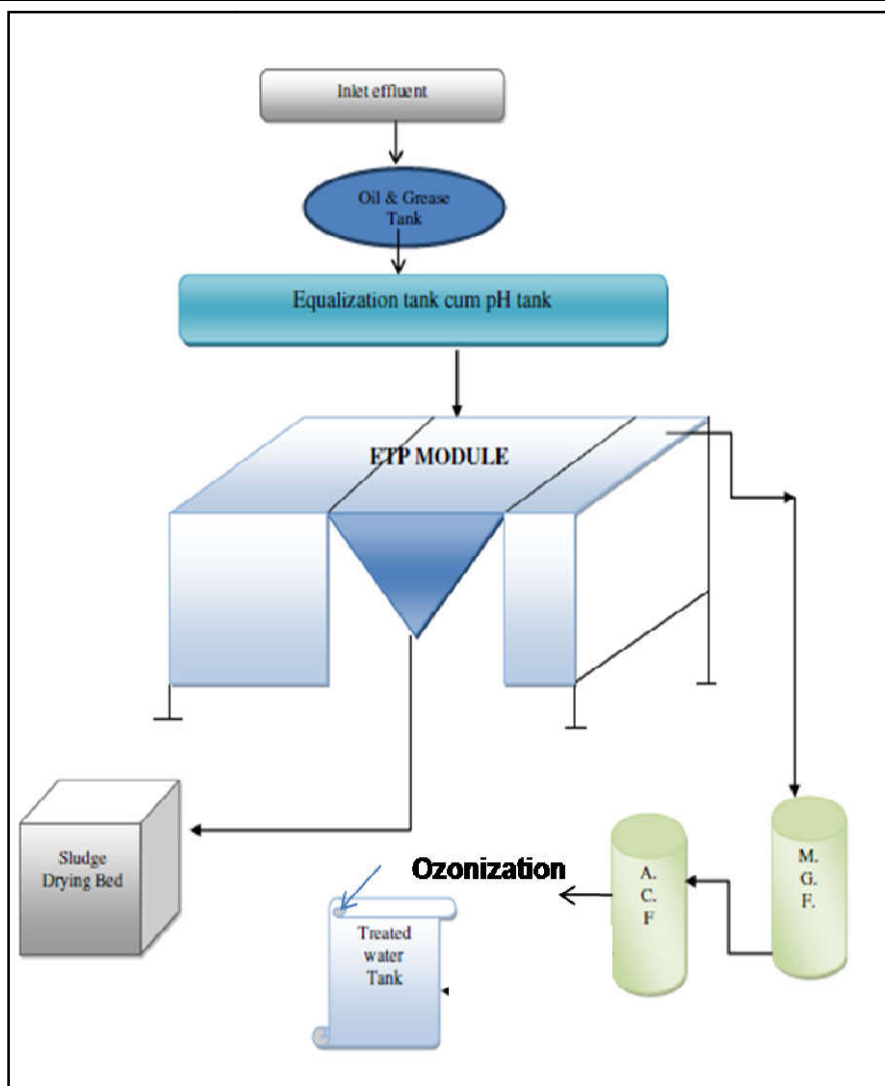 Inlet effluent
Oil & Grease
Tank
Equalization tank cum pH tank
ETP MODULE
Sludge
Drying Bed
Ozonization
Treated
water
Tank
A.
C.
F
M.
G.
F.